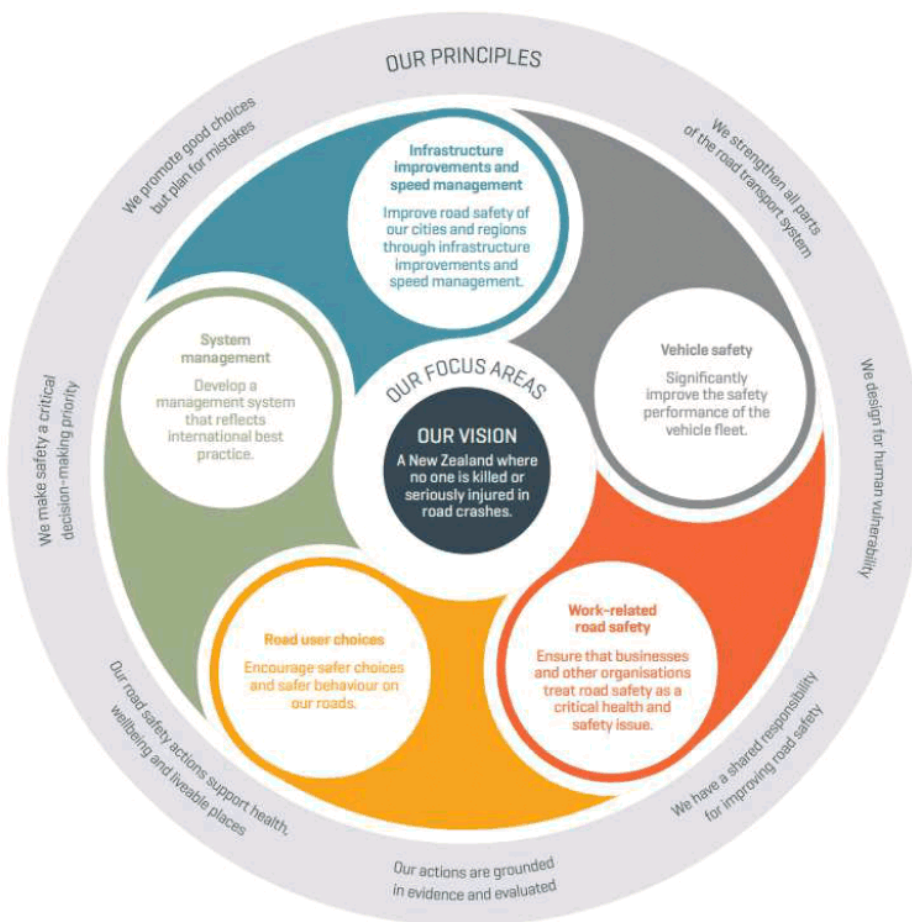 OUR PRINCIPLES
We promote good choices
but plan for mistakes
We strengthen all parts
of the road transport system
We design for human vulnerability
We have a shared responsibility
for improving road safety
Our actions are grounded
in evidence and evaluated
Our road safety actions support health,
wellbeing and liveable places
We make safety a critical
decision-making priority
Infrastructure
improvements and
speed management
Improve road safety of
our cities and regions
through infrastructure
improvements and
speed management.
Vehicle safety
Significantly
improve the safety
performance of the
vehicle fleet.
Work-related
road safety
Ensure that businesses
and other organisations
treat road safety as a
critical health and
safety issue.
Road user choices
Encourage safer choices
and safer behaviour on
our roads.
System
management
Develop a
management system
that reflects
international best
practice.
OUR FOCUS AREAS
OUR VISION
A New Zealand where
no one is killed or
seriously injured in
road crashes.